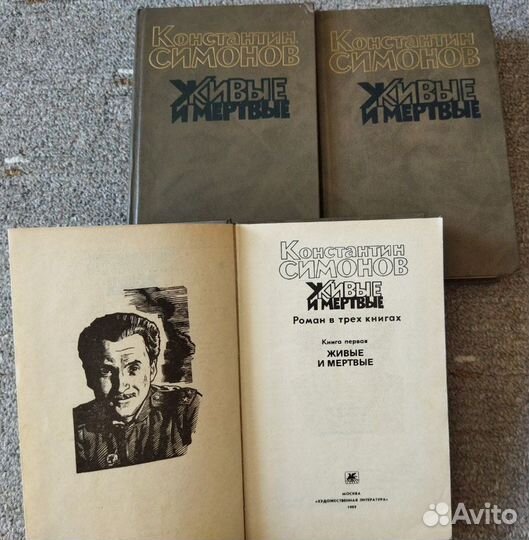 Константин
СИМОНОВ
ЖИВЫЕ
И МЕРТВЫЕ
Константин
СИМОНОВ
ЖИВЫЕ
И МЕРТВЫЕ
Константин
СИМОНОВ
ЖИВЫЕ
И МЕРТВЫЕ
Роман в трех книгах
Книга первая
ЖИВЫЕ
И МЕРТВЫЕ
МОСКВА
«ХУДОЖЕСТВЕННАЯ ЛИТЕРАТУРА»
1989
Avito